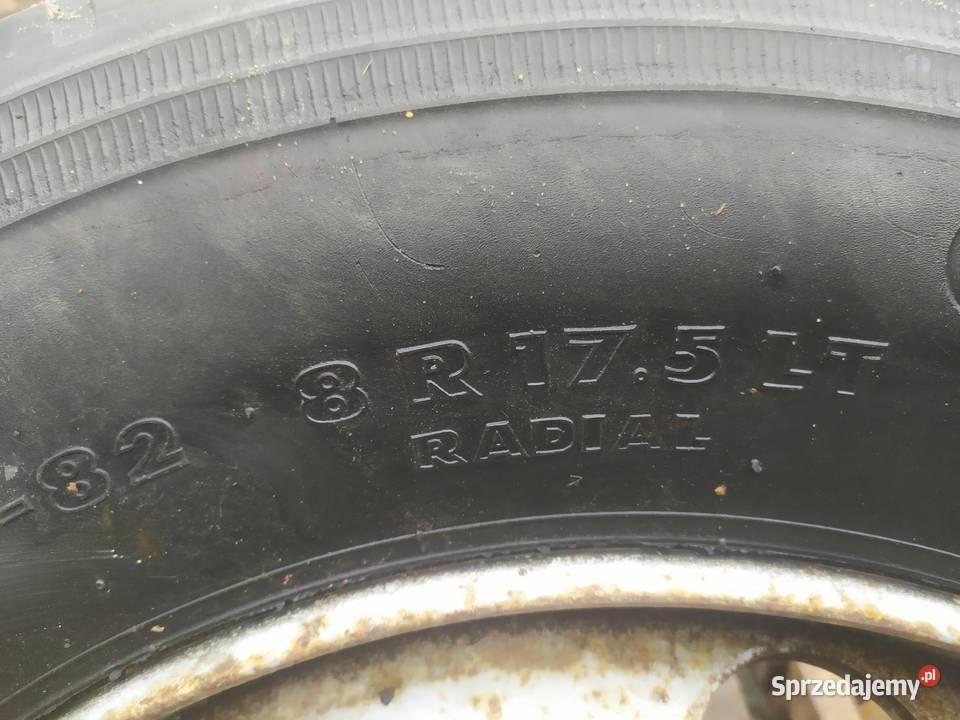 8 R 17.5 LT
RADIAL
-82
Sprzedajemy.pl